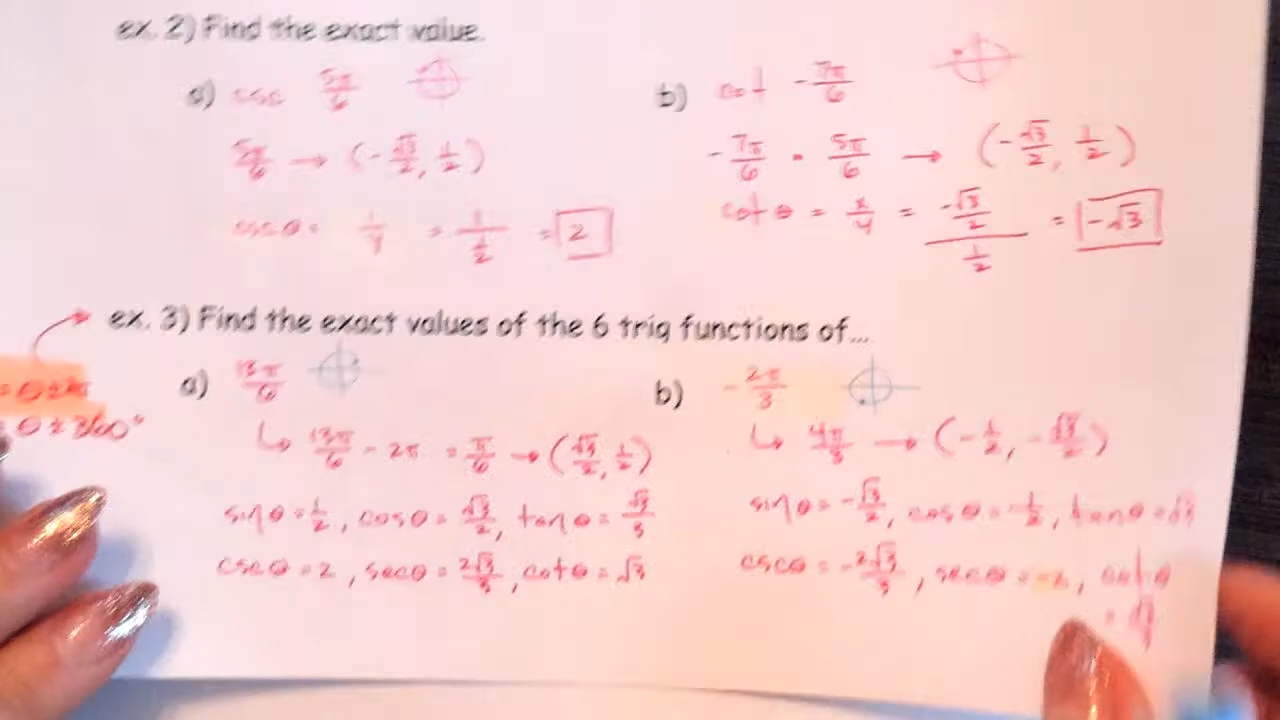 ex. 2) Find the exact value.
a) csc 5π/6
5π/6 → (-√3/2, 1/2)
csc θ = 1/y = 1/(1/2) = 2
b) cot -7π/6
-7π/6 = 5π/6 → (-√3/2, 1/2)
cot θ = x/y = (-√3/2)/(1/2) = -√3
ex. 3) Find the exact values of the 6 trig functions of...
= θ ± 360°
a) 13π/6
↳ 13π/6 - 2π = π/6 → (√3/2, 1/2)
sin θ = 1/2, cos θ = √3/2, tan θ = √3/3
csc θ = 2, sec θ = 2√3/3, cot θ = √3
b) -2π/3
↳ 4π/3 → (-1/2, -√3/2)
sin θ = -√3/2, cos θ = -1/2, tan θ = √3
csc θ = -2√3/3, sec θ = -2, cot θ